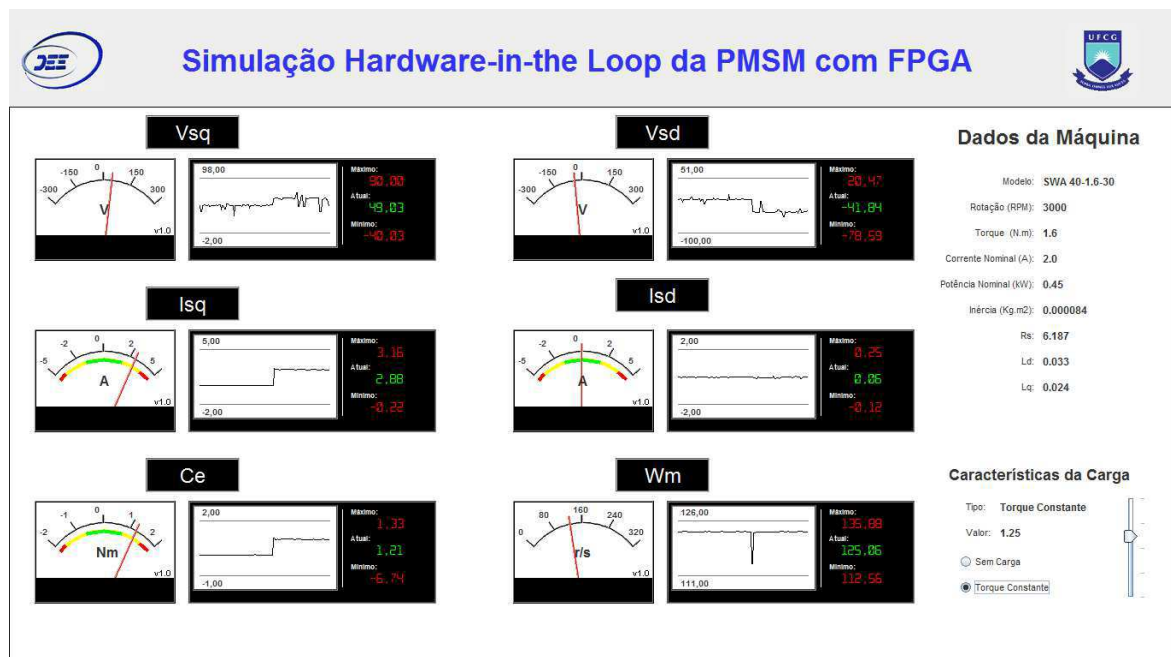 DEE
Simulação Hardware-in-the Loop da PMSM com FPGA
UFCG
Vsq
-300 -150 0 150 300
V
v1.0
98,00
-2,00
Máximo:
90.00
Atual:
49.03
Mínimo:
-40.03
Vsd
-300 -150 0 150 300
V
v1.0
51,00
-100,00
Máximo:
20,47
Atual:
-41,84
Mínimo:
-78,59
Isq
-5 -2 0 2 5
A
v1.0
5,00
-2,00
Máximo:
3.16
Atual:
2.88
Mínimo:
-0.22
Isd
-5 -2 0 2 5
A
v1.0
2,00
-2,00
Máximo:
0.25
Atual:
0.06
Mínimo:
-0.12
Ce
-2 -1 0 1 2
Nm
v1.0
2,00
-1,00
Máximo:
1.33
Atual:
1.21
Mínimo:
-6.74
Wm
0 80 160 240 320
r/s
v1.0
126,00
111,00
Máximo:
135,88
Atual:
125,06
Mínimo:
112,56
Dados da Máquina
Modelo: SWA 40-1.6-30
Rotação (RPM): 3000
Torque (N.m): 1.6
Corrente Nominal (A): 2.0
Potência Nominal (kW): 0.45
Inércia (Kg.m2): 0.000084
Rs: 6.187
Ld: 0.033
Lq: 0.024
Características da Carga
Tipo: Torque Constante
Valor: 1.25
Sem Carga
Torque Constante